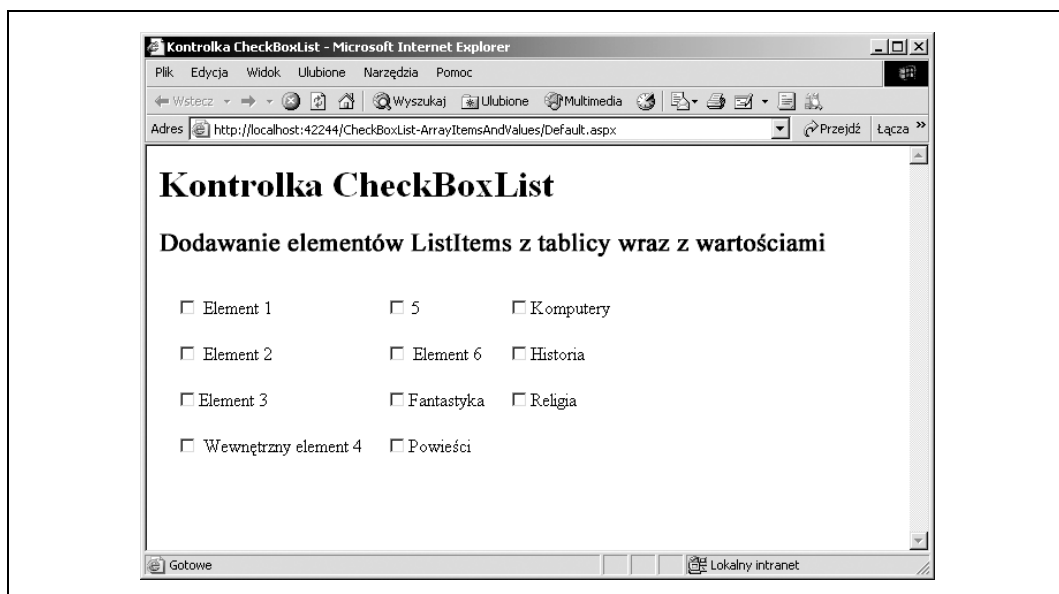 Kontrolka CheckBoxList - Microsoft Internet Explorer
Plik Edycja Widok Ulubione Narzędzia Pomoc
Wstecz Wyszukaj Ulubione Multimedia
Adres http://localhost:42244/CheckBoxList-ArrayItemsAndValues/Default.aspx Przejdź Łącza »
Kontrolka CheckBoxList
Dodawanie elementów ListItems z tablicy wraz z wartościami
Element 1 5 Komputery
Element 2 Element 6 Historia
Element 3 Fantastyka Religia
Wewnętrzny element 4 Powieści
Gotowe Lokalny intranet